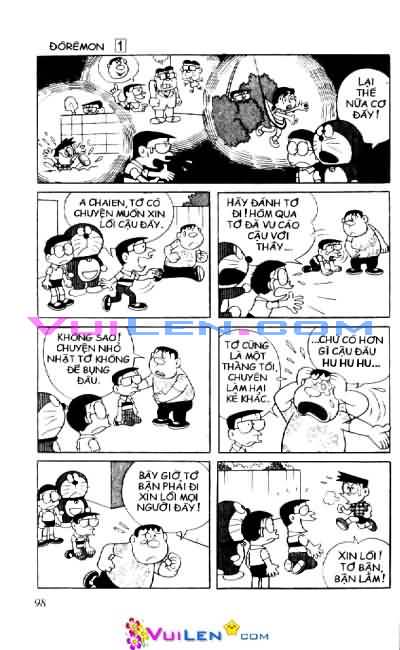 ĐÔRÊMON 1
LẠI
THẾ
NỮA CƠ
ĐẤY!
A CHAIEN, TỚ CÓ
CHUYỆN MUỐN XIN
LỖI CẬU ĐẤY.
HÃY ĐÁNH TỚ
ĐI! HÔM QUA
TỚ ĐÃ VU CÁO
CẬU VỚI
THẦY...
KHÔNG SAO!
CHUYỆN NHỎ
NHẶT TỚ KHÔNG
ĐỂ BỤNG
ĐÂU.
TỚ CŨNG
LÀ MỘT
THẰNG TỒI,
CHUYÊN
LÀM HẠI
KẺ KHÁC.
...CHỨ CÓ HƠN
GÌ CẬU ĐÂU
HU HU HU...
VUILEN.COM
BÂY GIỜ, TỚ
BẬN PHẢI ĐI
XIN LỖI MỌI
NGƯỜI ĐÂY!
XIN LỖI!
TỚ BẬN,
BẬN LẮM!
98
VUILEN.COM